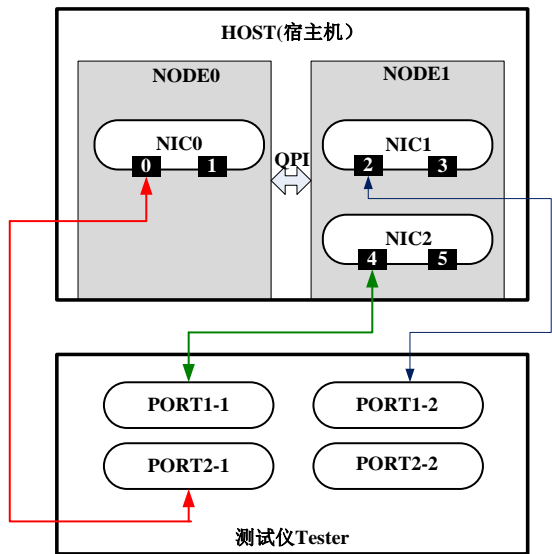 HOST(宿主机）
NODE0
NODE1
NIC0
0 1
QPI
NIC1
2 3
NIC2
4 5
PORT1-1
PORT1-2
PORT2-1
PORT2-2
测试仪Tester